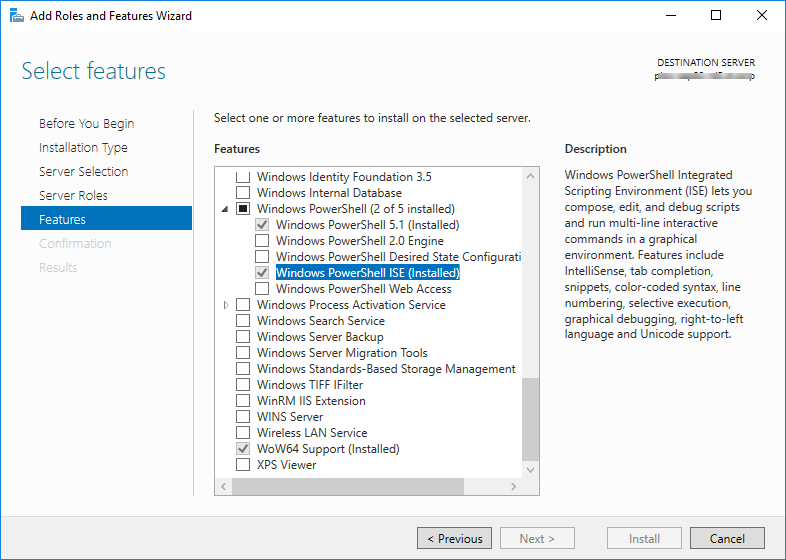 Add Roles and Features Wizard
Select features
DESTINATION SERVER
Before You Begin
Installation Type
Server Selection
Server Roles
Features
Confirmation
Results
Select one or more features to install on the selected server.
Features
Windows Identity Foundation 3.5
Windows Internal Database
Windows PowerShell (2 of 5 installed)
Windows PowerShell 5.1 (Installed)
Windows PowerShell 2.0 Engine
Windows PowerShell Desired State Configurati
Windows PowerShell ISE (Installed)
Windows PowerShell Web Access
Windows Process Activation Service
Windows Search Service
Windows Server Backup
Windows Server Migration Tools
Windows Standards-Based Storage Management
Windows TIFF IFilter
WinRM IIS Extension
WINS Server
Wireless LAN Service
WoW64 Support (Installed)
XPS Viewer
Description
Windows PowerShell Integrated
Scripting Environment (ISE) lets you
compose, edit, and debug scripts
and run multi-line interactive
commands in a graphical
environment. Features include
IntelliSense, tab completion,
snippets, color-coded syntax, line
numbering, selective execution,
graphical debugging, right-to-left
language and Unicode support.
< Previous
Next >
Install
Cancel